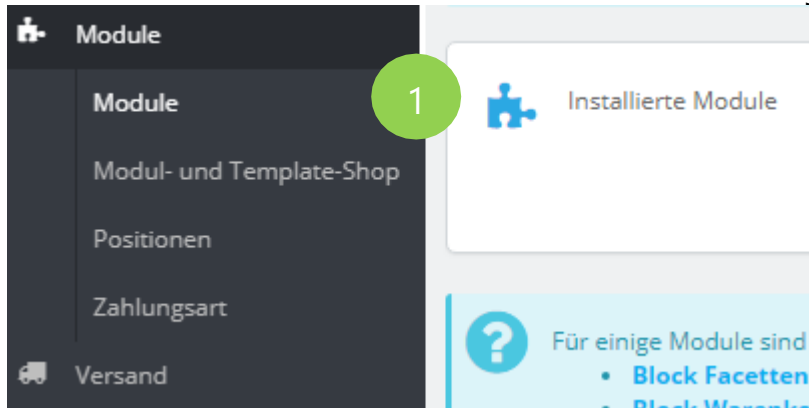 Module
Module
Modul- und Template-Shop
Positionen
Zahlungsart
Versand
1
Installierte Module
Für einige Module sind
Block Facetten